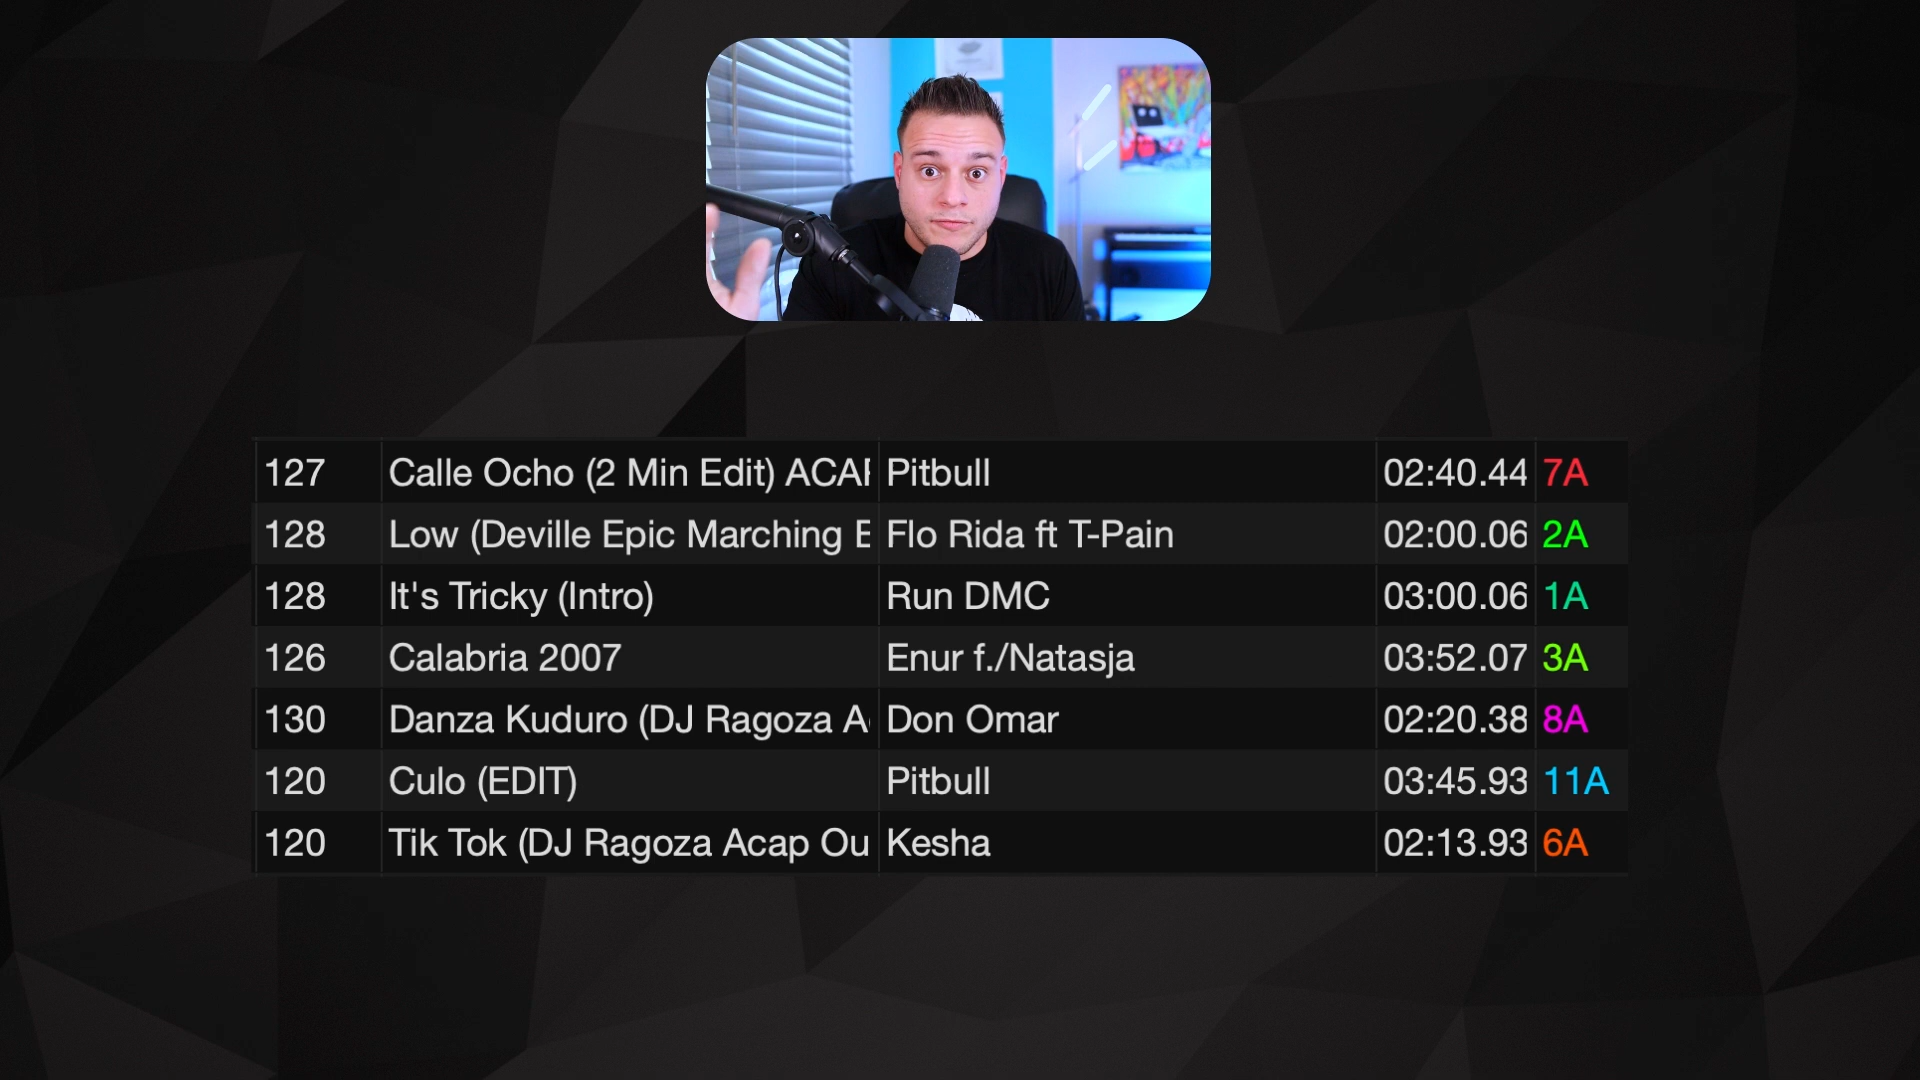 127 Calle Ocho (2 Min Edit) ACAP Pitbull 02:40.44 7A
128 Low (Deville Epic Marching Flo Rida ft T-Pain 02:00.06 2A
128 It's Tricky (Intro) Run DMC 03:00.06 1A
126 Calabria 2007 Enur f./Natasja 03:52.07 3A
130 Danza Kuduro (DJ Ragoza A Don Omar 02:20.38 8A
120 Culo (EDIT) Pitbull 03:45.93 11A
120 Tik Tok (DJ Ragoza Acap Ou Kesha 02:13.93 6A